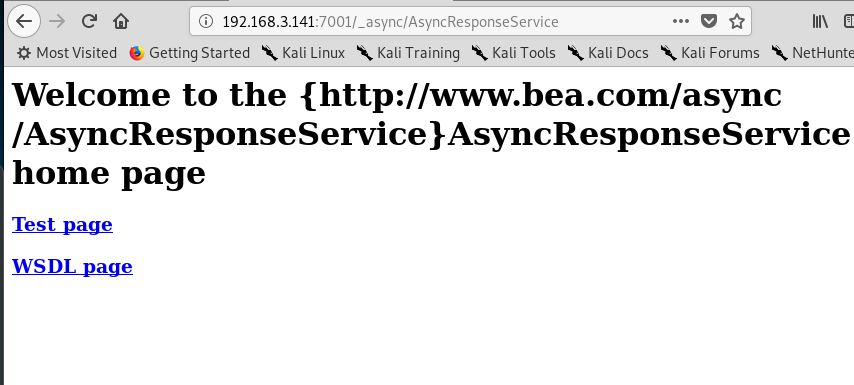 192.168.3.141:7001/_async/AsyncResponseService
Most Visited Getting Started Kali Linux Kali Training Kali Tools Kali Docs Kali Forums NetHunte
Welcome to the {http://www.bea.com/async
/AsyncResponseService}AsyncResponseService
home page
Test page
WSDL page